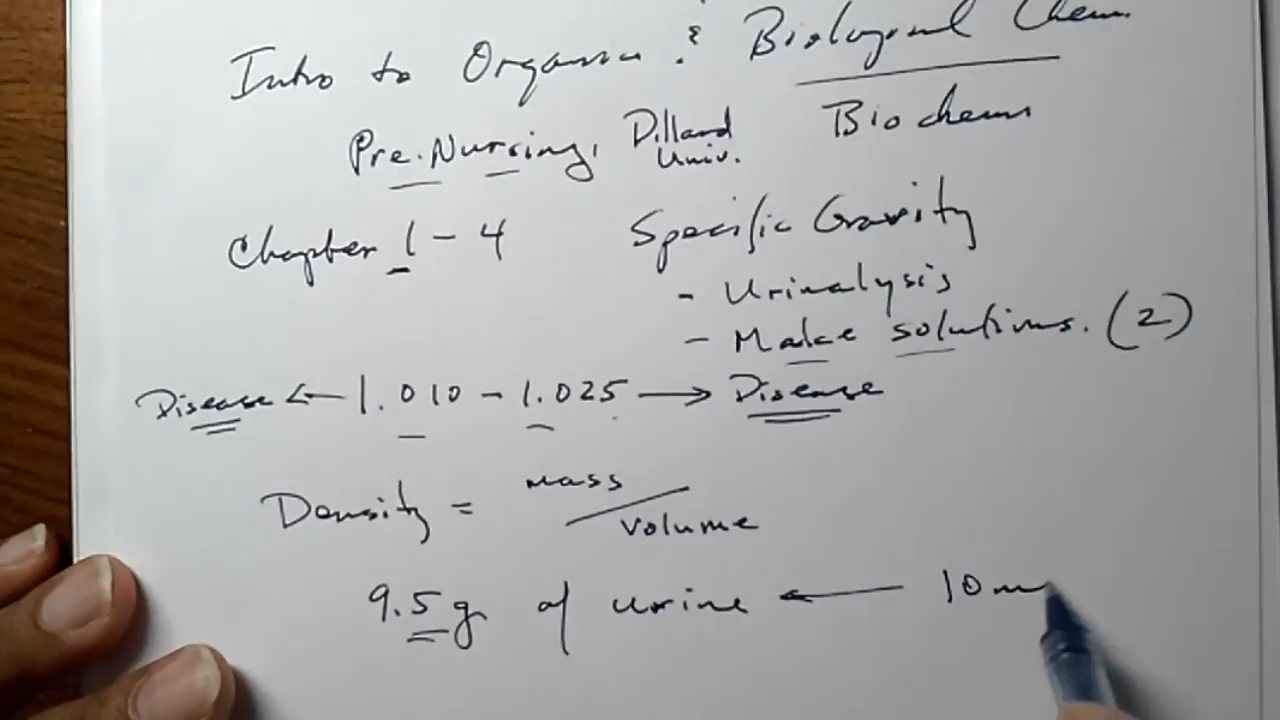 Intro to Organic & Biological Chem.
Pre-Nursing, Dillard Univ. Biochem
Chapter 1-4 Specific Gravity
- Urinalysis
- Make solutions. (2)
Disease ← 1.010 - 1.025 → Disease
Density = mass / volume
9.5g of urine ← 10 m